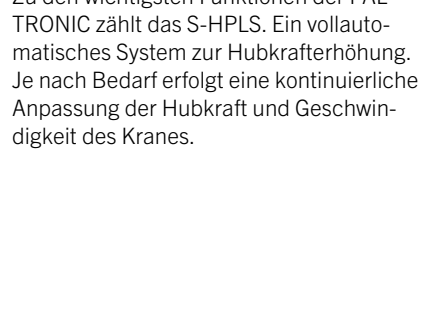 Zu den wichtigsten Funktionen der PAL-
TRONIC zählt das S-HPLS. Ein vollauto-
matisches System zur Hubkrafterhöhung.
Je nach Bedarf erfolgt eine kontinuierliche
Anpassung der Hubkraft und Geschwin-
digkeit des Kranes.